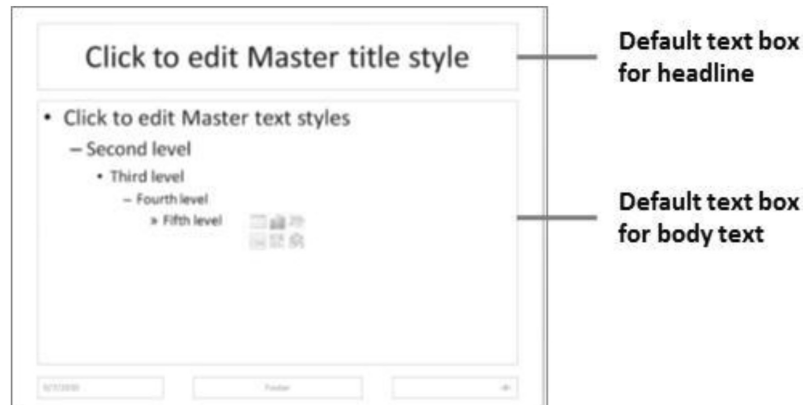 Click to edit Master title style
Default text box
for headline
• Click to edit Master text styles
– Second level
• Third level
– Fourth level
» Fifth level
Default text box
for body text
Footer